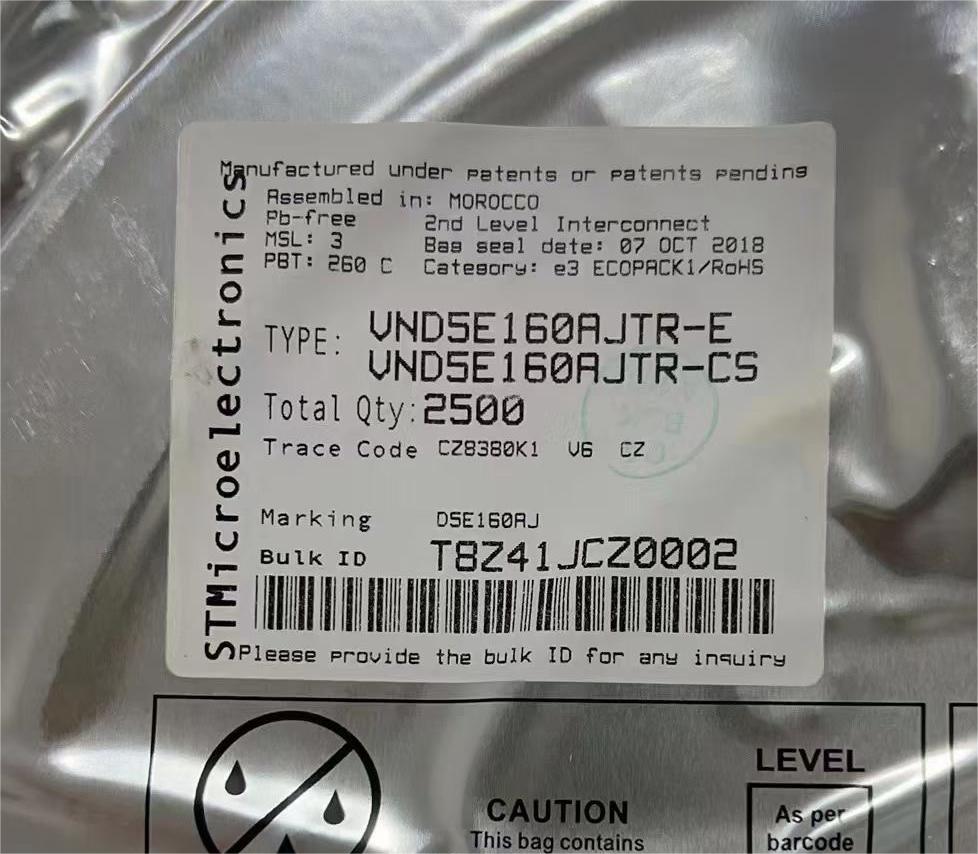 Manufactured under patents or patents pending
STMicroelectronics
Assembled in: MOROCCO
Pb-free 2nd Level Interconnect
MSL: 3 Bag seal date: 07 OCT 2018
PBT: 260 C Category: e3 ECOPACK1/RoHS
TYPE: VND5E160AJTR-E
VND5E160AJTR-CS
Total Qty: 2500
Trace Code CZ8380K1 V6 CZ
Marking D5E160AJ
Bulk ID T8Z41JCZ0002
Please provide the bulk ID for any inquiry
LEVEL
CAUTION
This bag contains
As per
barcode